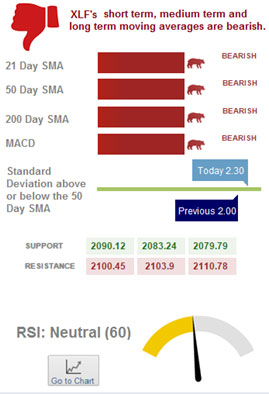 XLF's short term, medium term and
long term moving averages are bearish.
21 Day SMA BEARISH
50 Day SMA BEARISH
200 Day SMA BEARISH
MACD BEARISH
Standard
Deviation above
or below the 50
Day SMA
Today 2.30
Previous 2.00
SUPPORT 2090.12 2083.24 2079.79
RESISTANCE 2100.45 2103.9 2110.78
RSI: Neutral (60)
Go to Chart